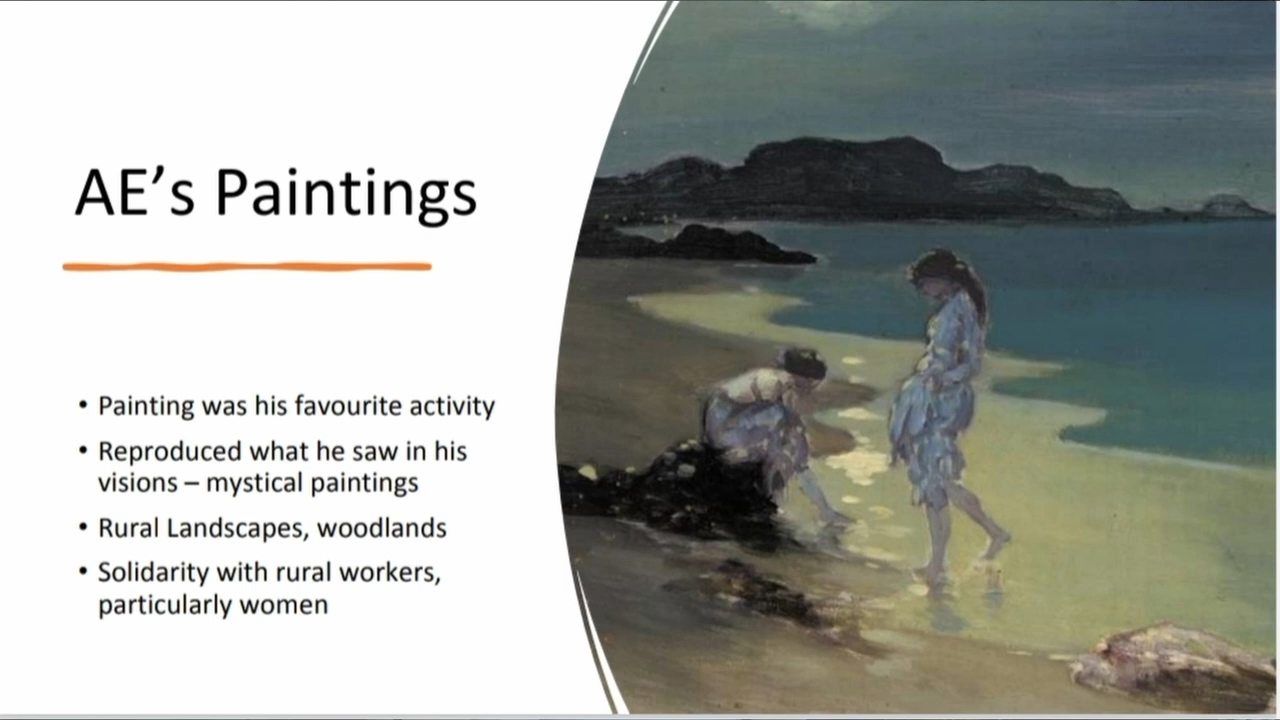 AE’s Paintings
• Painting was his favourite activity
• Reproduced what he saw in his
visions – mystical paintings
• Rural Landscapes, woodlands
• Solidarity with rural workers,
particularly women